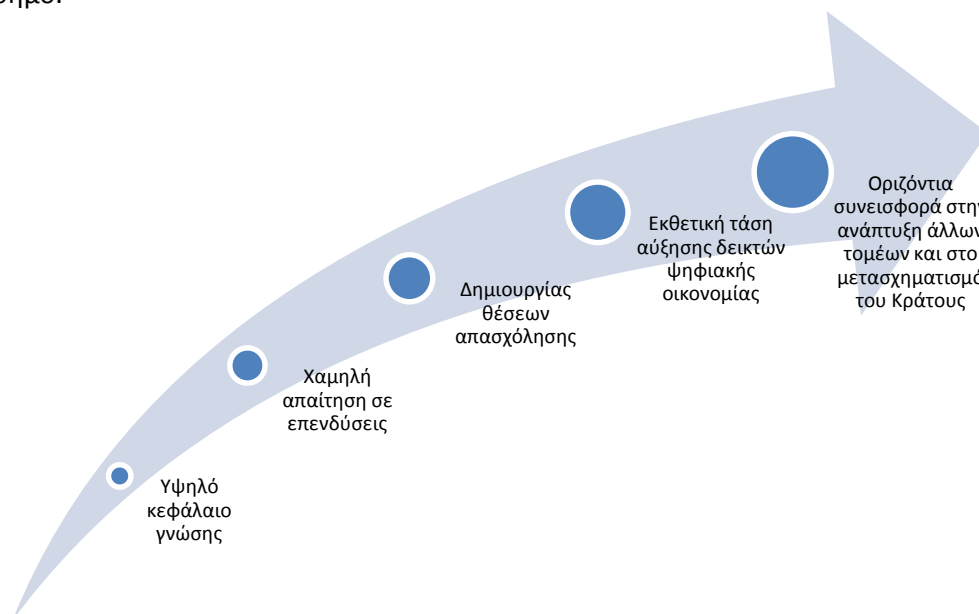 Υψηλό
κεφάλαιο
γνώσης
Χαμηλή
απαίτηση σε
επενδύσεις
Δημιουργίας
θέσεων
απασχόλησης
Εκθετική τάση
αύξησης δεικτών
ψηφιακής
οικονομίας
Οριζόντια
συνεισφορά στην
ανάπτυξη άλλων
τομέων και στο
μετασχηματισμό
του Κράτους